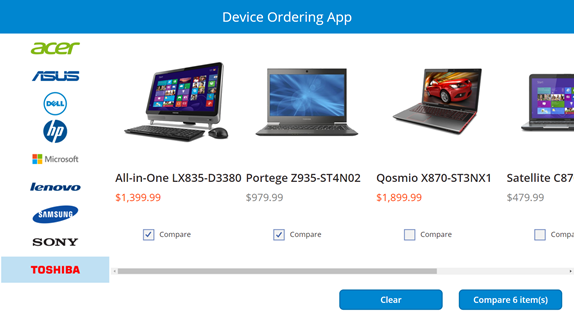 Device Ordering App
acer
ASUS
DELL
hp
Microsoft
lenovo
SAMSUNG
SONY
TOSHIBA
All-in-One LX835-D3380 Portege Z935-ST4N02 Qosmio X870-ST3NX1 Satellite C87
$1,399.99 $979.99 $1,899.99 $479.99
Compare Compare Compare Compa
Clear Compare 6 item(s)